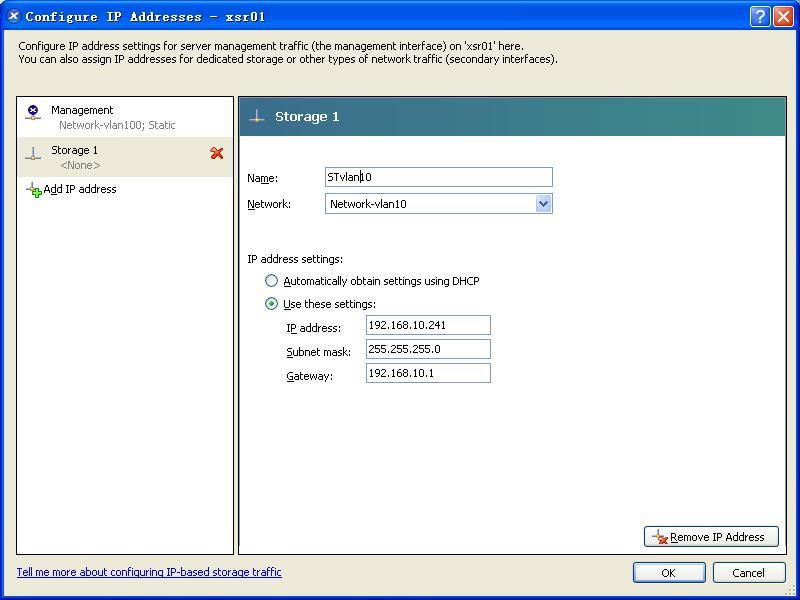 Configure IP Addresses - xsr01
Configure IP address settings for server management traffic (the management interface) on 'xsr01' here.
You can also assign IP addresses for dedicated storage or other types of network traffic (secondary interfaces).
Management
Network-vlan100; Static
Storage 1
<None>
Add IP address
Storage 1
Name: STvlan10
Network: Network-vlan10
IP address settings:
Automatically obtain settings using DHCP
Use these settings:
IP address: 192.168.10.241
Subnet mask: 255.255.255.0
Gateway: 192.168.10.1
Remove IP Address
Tell me more about configuring IP-based storage traffic
OK Cancel